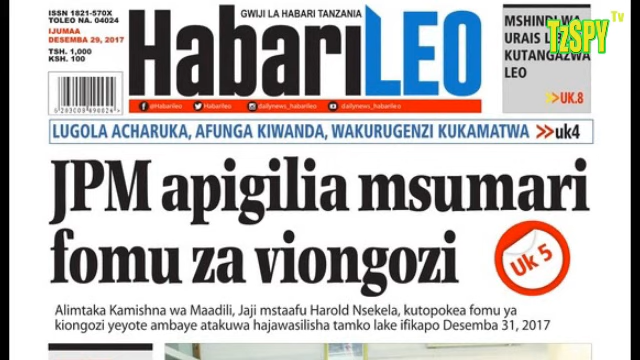 ISSN 1821-570X
TOLEO NA. 04024
IJUMAA
DESEMBA 29, 2017
TSH. 1,000
KSH. 100
GWIJI LA HABARI TANZANIA
HabariLEO
@Habarileo
Habarileo
dailynews_habarileo
dailynews_habarileo
MSHINDI WA
URAIS
KUTANGAZWA
LEO
>>UK.8
TZSPY Tv
LUGOLA ACHARUKA, AFUNGA KIWANDA, WAKURUGENZI KUKAMATWA >>uk4
JPM apigilia msumari
fomu za viongozi
Uk 5
Alimtaka Kamishna wa Maadili, Jaji mstaafu Harold Nsekela, kutopokea fomu ya
kiongozi yeyote ambaye atakuwa hajawasilisha tamko lake ifikapo Desemba 31, 2017